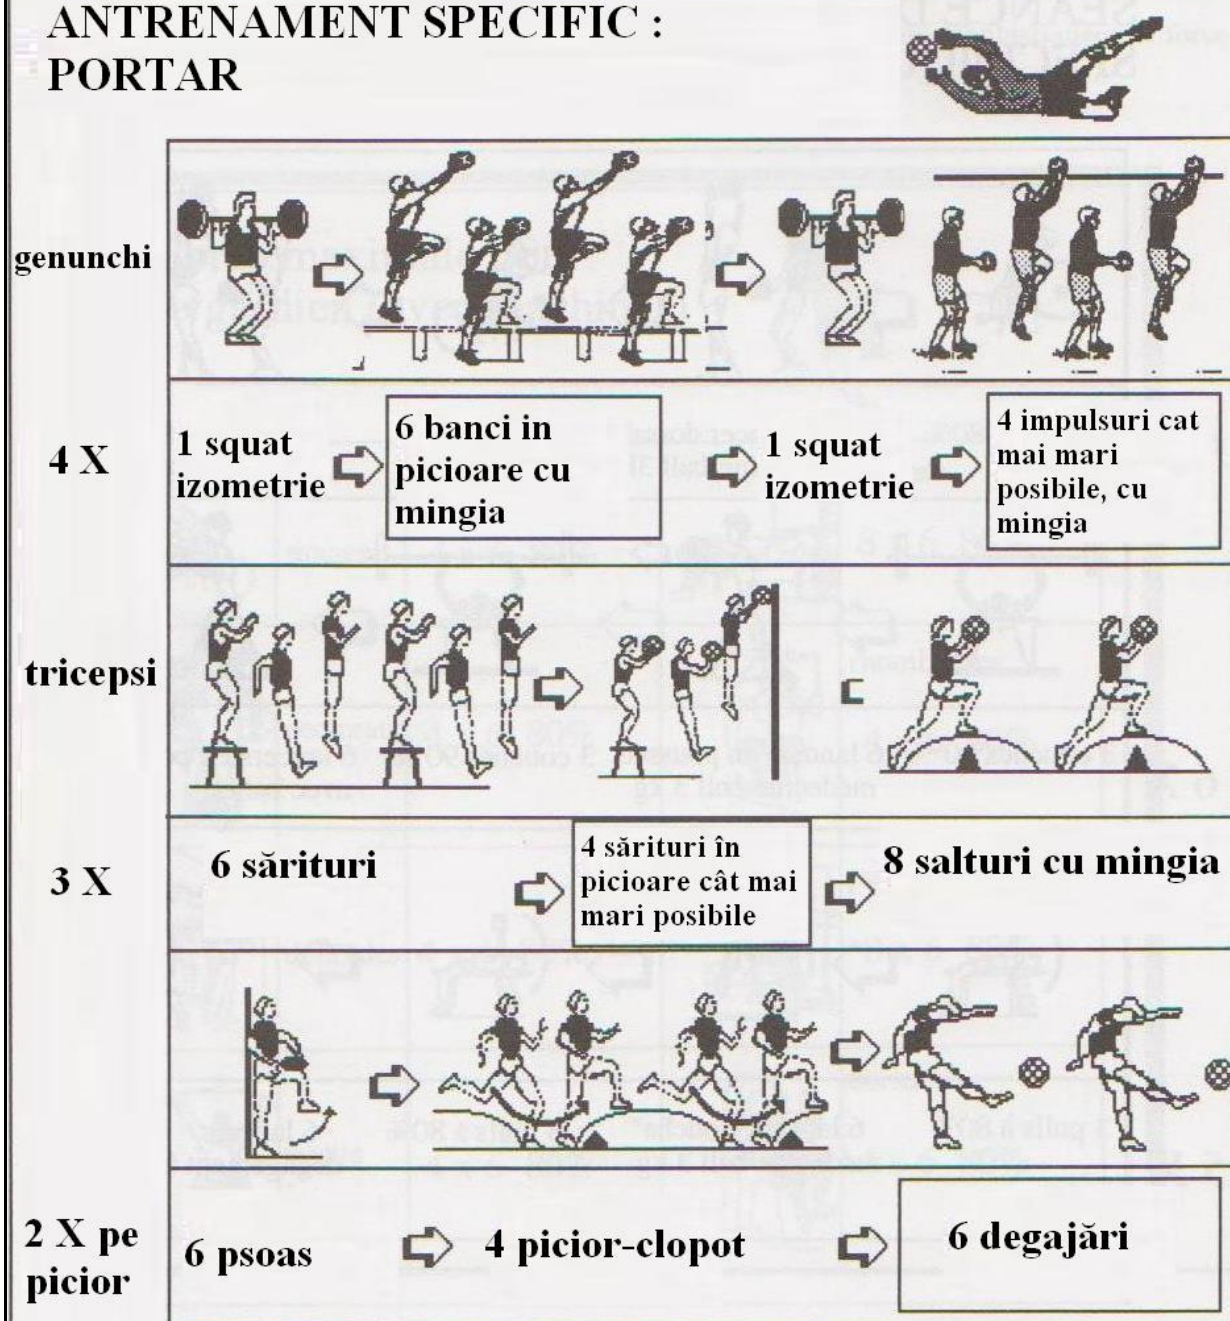 ANTRENAMENT SPECIFIC :
PORTAR
genunchi
4 X
1 squat
izometrie
6 banci in
picioare cu
mingia
1 squat
izometrie
4 impulsuri cat
mai mari
posibile, cu
mingia
tricepsi
3 X
6 sărituri
4 sărituri în
picioare cât mai
mari posibile
8 salturi cu mingia
2 X pe
picior
6 psoas
4 picior-clopot
6 degajări